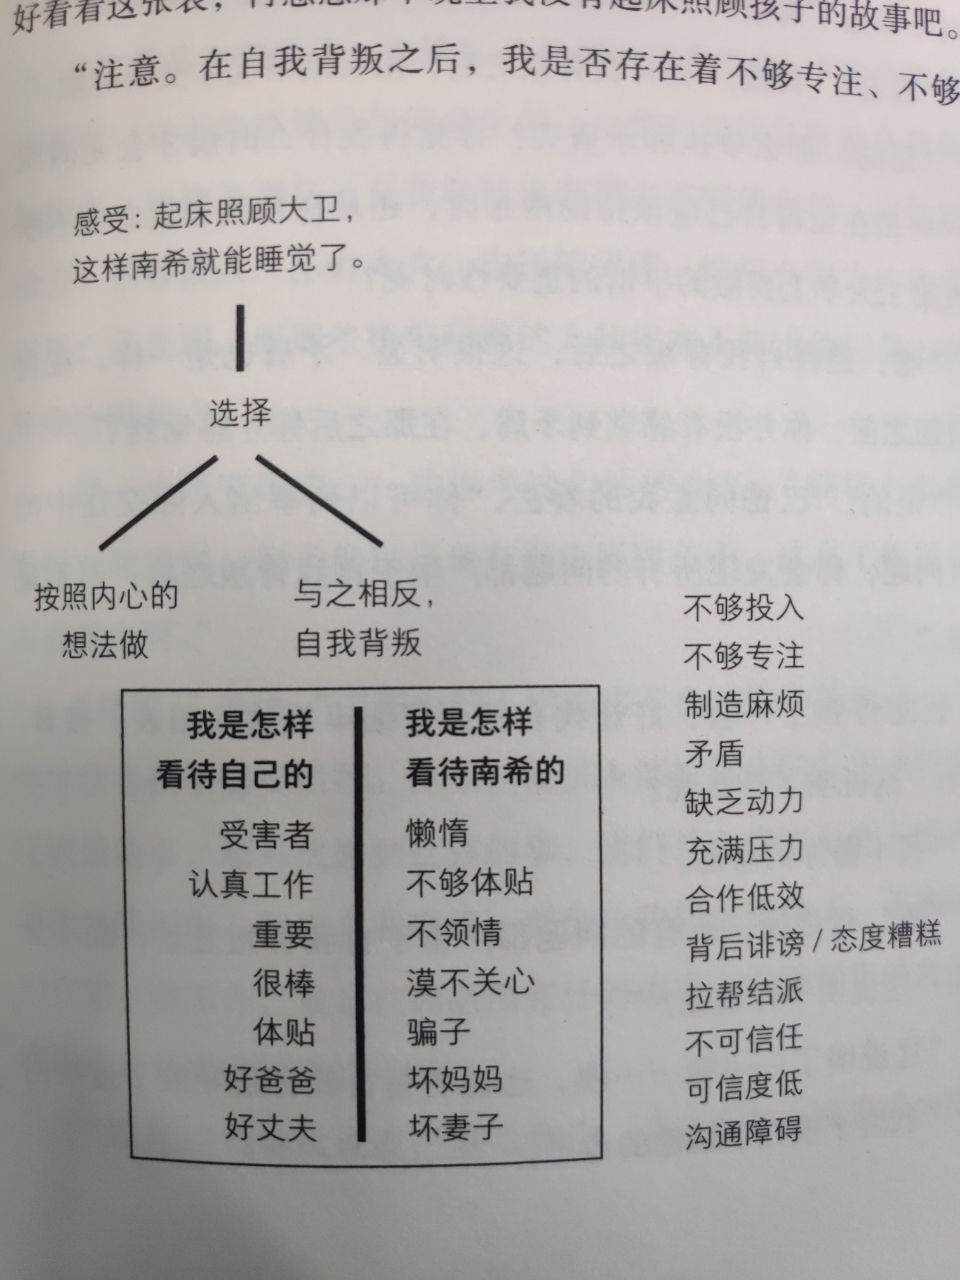 好看看这张表，再想想那个晚上我没有起床照顾孩子的故事吧。
“注意。在自我背叛之后，我是否存在着不够专注、不够
感受：起床照顾大卫，
这样南希就能睡觉了。
选择
按照内心的
想法做
与之相反，
自我背叛
我是怎样
看待自己的
受害者
认真工作
重要
很棒
体贴
好爸爸
好丈夫
我是怎样
看待南希的
懒惰
不够体贴
不领情
漠不关心
骗子
坏妈妈
坏妻子
不够投入
不够专注
制造麻烦
矛盾
缺乏动力
充满压力
合作低效
背后诽谤 / 态度糟糕
拉帮结派
不可信任
可信度低
沟通障碍